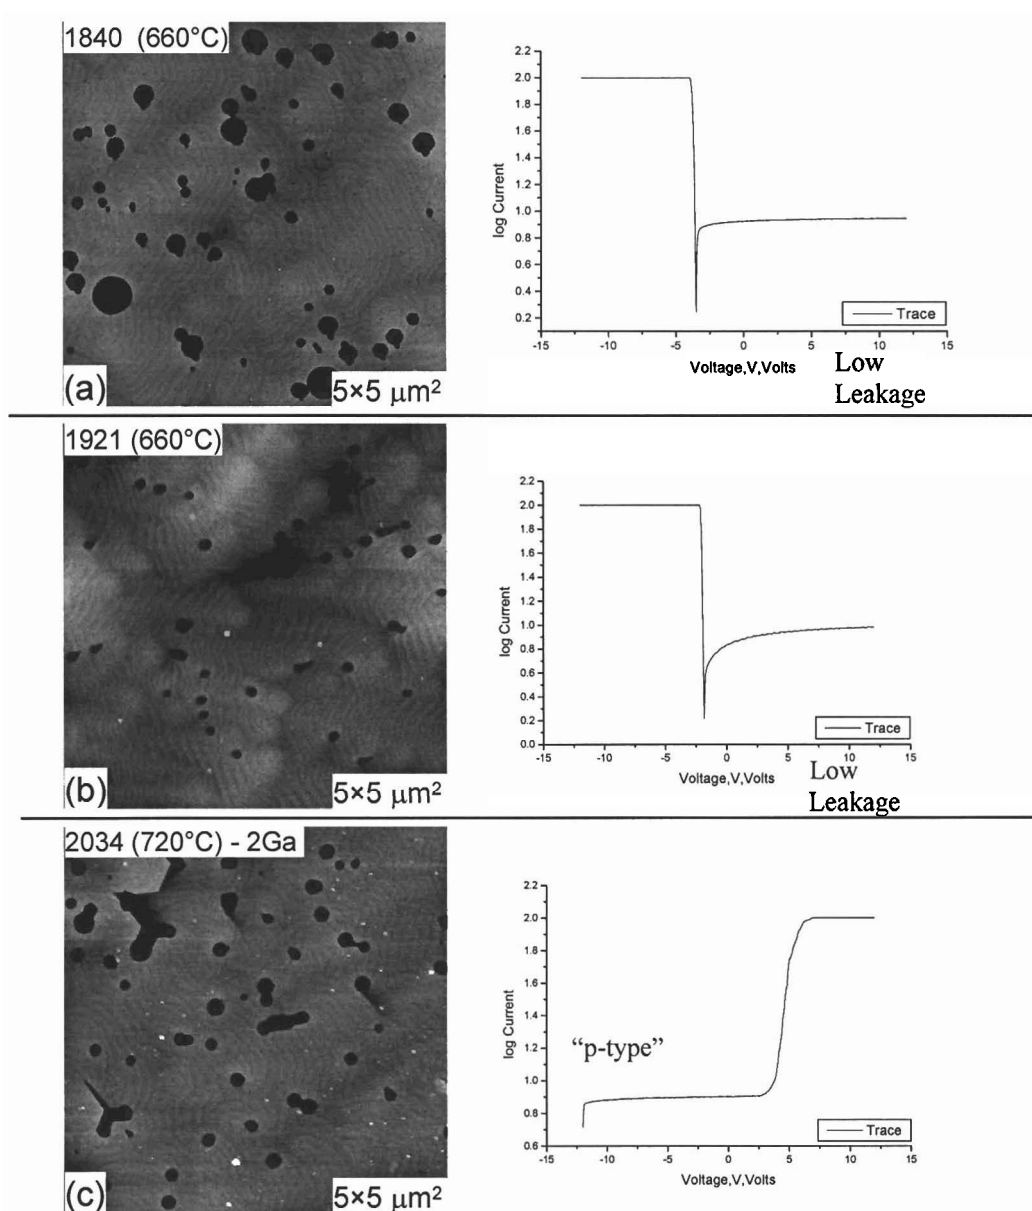 1840 (660°C)
(a)
5×5 μm²
2.2
2.0
1.8
1.6
1.4
1.2
1.0
0.8
0.6
0.4
0.2
log Current
-15
-10
-5
0
5
10
15
Trace
Voltage,V,Volts
Low
Leakage
1921 (660°C)
(b)
5×5 μm²
2.2
2.0
1.8
1.6
1.4
1.2
1.0
0.8
0.6
0.4
0.2
0.0
log Current
-15
-10
-5
0
5
10
15
Trace
Voltage,V,Volts
Low
Leakage
2034 (720°C) - 2Ga
(c)
5×5 μm²
2.2
2.0
1.8
1.6
1.4
1.2
1.0
0.8
0.6
log Current
“p-type”
-15
-10
-5
0
5
10
15
Trace
Voltage,V,Volts